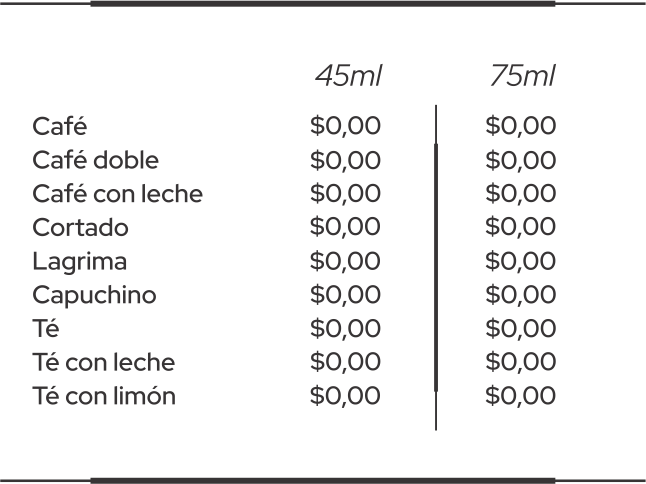 45ml 75ml
Café $0,00 $0,00
Café doble $0,00 $0,00
Café con leche $0,00 $0,00
Cortado $0,00 $0,00
Lagrima $0,00 $0,00
Capuchino $0,00 $0,00
Té $0,00 $0,00
Té con leche $0,00 $0,00
Té con limón $0,00 $0,00